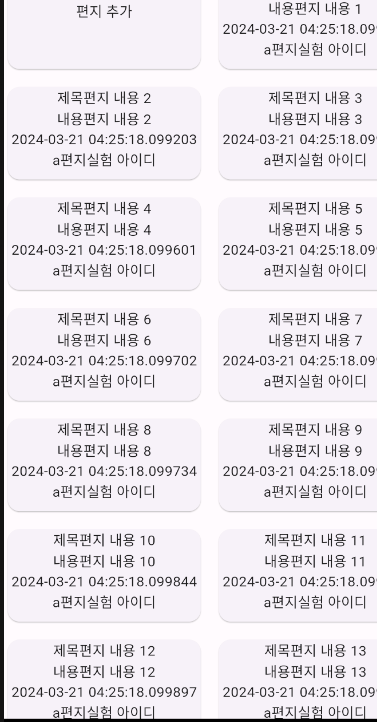 편지 추가
내용편지 내용 1
2024-03-21 04:25:18.09
a편지실험 아이디
제목편지 내용 2
내용편지 내용 2
2024-03-21 04:25:18.099203
a편지실험 아이디
제목편지 내용 3
내용편지 내용 3
2024-03-21 04:25:18.09
a편지실험 아이디
제목편지 내용 4
내용편지 내용 4
2024-03-21 04:25:18.099601
a편지실험 아이디
제목편지 내용 5
내용편지 내용 5
2024-03-21 04:25:18.09
a편지실험 아이디
제목편지 내용 6
내용편지 내용 6
2024-03-21 04:25:18.099702
a편지실험 아이디
제목편지 내용 7
내용편지 내용 7
2024-03-21 04:25:18.09
a편지실험 아이디
제목편지 내용 8
내용편지 내용 8
2024-03-21 04:25:18.099734
a편지실험 아이디
제목편지 내용 9
내용편지 내용 9
2024-03-21 04:25:18.09
a편지실험 아이디
제목편지 내용 10
내용편지 내용 10
2024-03-21 04:25:18.099844
a편지실험 아이디
제목편지 내용 11
내용편지 내용 11
2024-03-21 04:25:18.09
a편지실험 아이디
제목편지 내용 12
내용편지 내용 12
2024-03-21 04:25:18.099897
a편지실험 아이디
제목편지 내용 13
내용편지 내용 13
2024-03-21 04:25:18.09
a편지실험 아이디